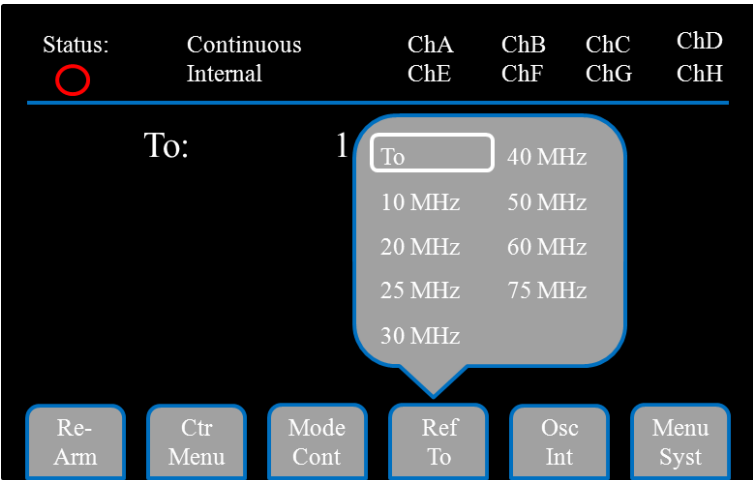 Status: Continuous ChA ChB ChC ChD
Internal ChE ChF ChG ChH
To: 1
To 40 MHz
10 MHz 50 MHz
20 MHz 60 MHz
25 MHz 75 MHz
30 MHz
Re- Ctr Mode Ref Osc Menu
Arm Menu Cont To Int Syst